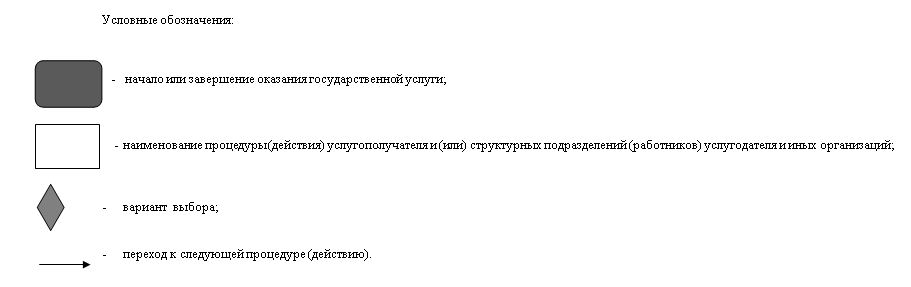 Условные обозначения:
- начало или завершение оказания государственной услуги;
- наименование процедуры (действия) услугополучателя и (или) структурных подразделений (работников) услугодателя и иных организаций;
- вариант выбора;
- переход к следующей процедуре (действию).